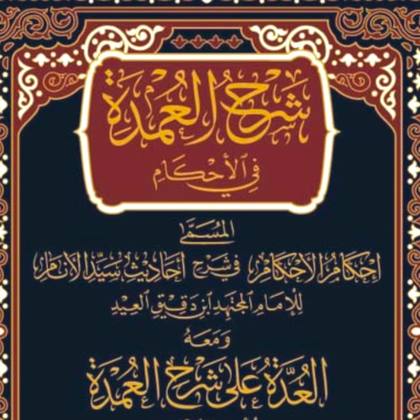 شرح العمدة
في الأحكام
المسمى
إحكام الأحكام في شرح أحاديث سيد الأنام
للإمام المجتهد ابن دقيق العيد
ومعه
العدة على شرح العمدة